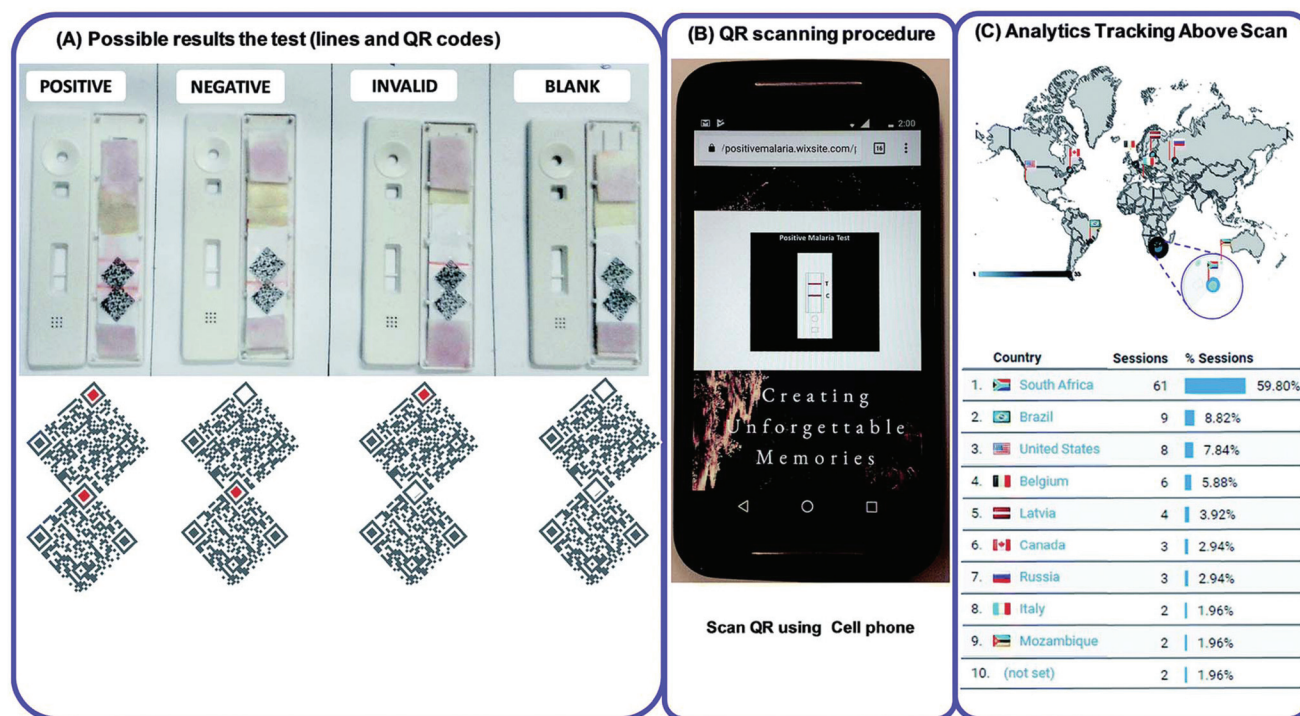 (A) Possible results the test (lines and QR codes)
POSITIVE
NEGATIVE
INVALID
BLANK
(B) QR scanning procedure
2:00
/positivemalaria.wixsite.com/p
16
Positive Malaria Test
T
C
Creating
Unforgettable
Memories
Scan QR using Cell phone
(C) Analytics Tracking Above Scan
Country Sessions % Sessions
1. South Africa 61 59.80%
2. Brazil 9 8.82%
3. United States 8 7.84%
4. Belgium 6 5.88%
5. Latvia 4 3.92%
6. Canada 3 2.94%
7. Russia 3 2.94%
8. Italy 2 1.96%
9. Mozambique 2 1.96%
10. (not set) 2 1.96%